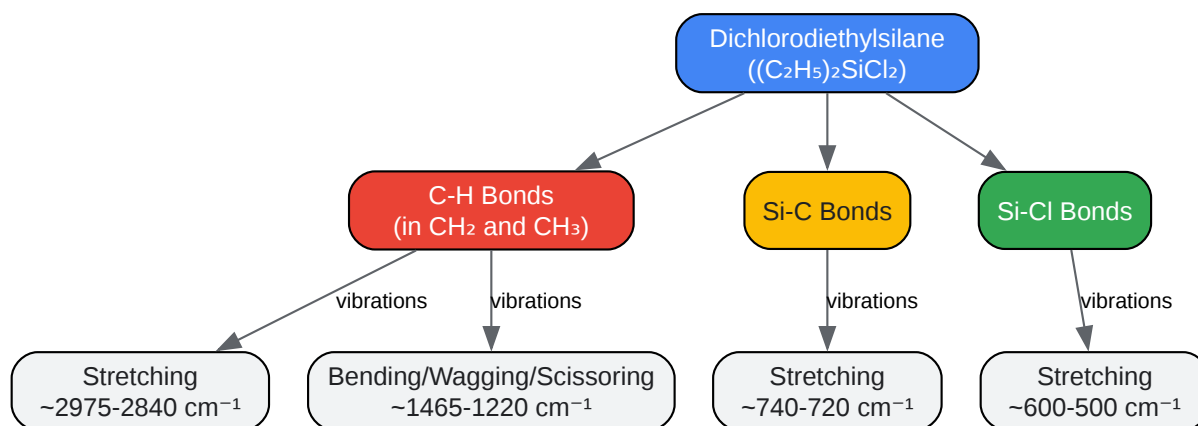 Dichlorodiethylsilane
((C₂H₅)₂SiCl₂)
C-H Bonds
(in CH₂ and CH₃)
Si-C Bonds
Si-Cl Bonds
vibrations
vibrations
vibrations
vibrations
Stretching
~2975-2840 cm⁻¹
Bending/Wagging/Scissoring
~1465-1220 cm⁻¹
Stretching
~740-720 cm⁻¹
Stretching
~600-500 cm⁻¹